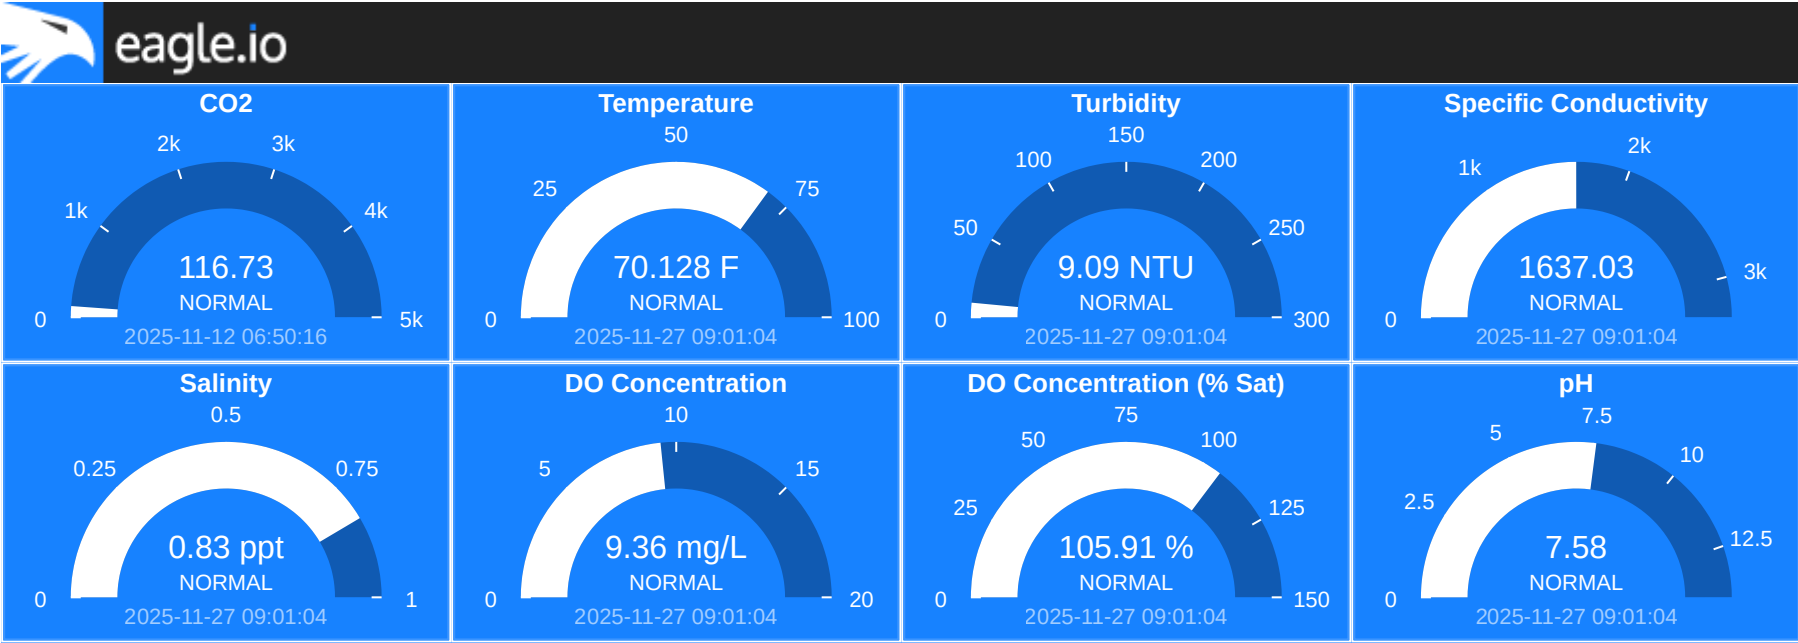 eagle.io
CO2
0
1k
2k
3k
4k
5k
116.73
NORMAL
2025-11-12 06:50:16
Temperature
0
25
50
75
100
70.128 F
NORMAL
2025-11-27 09:01:04
Turbidity
0
50
100
150
200
250
300
9.09 NTU
NORMAL
2025-11-27 09:01:04
Specific Conductivity
0
1k
2k
3k
1637.03
NORMAL
2025-11-27 09:01:04
Salinity
0
0.25
0.5
0.75
1
0.83 ppt
NORMAL
2025-11-27 09:01:04
DO Concentration
0
5
10
15
20
9.36 mg/L
NORMAL
2025-11-27 09:01:04
DO Concentration (% Sat)
0
25
50
75
100
125
150
105.91 %
NORMAL
2025-11-27 09:01:04
pH
0
2.5
5
7.5
10
12.5
7.58
NORMAL
2025-11-27 09:01:04